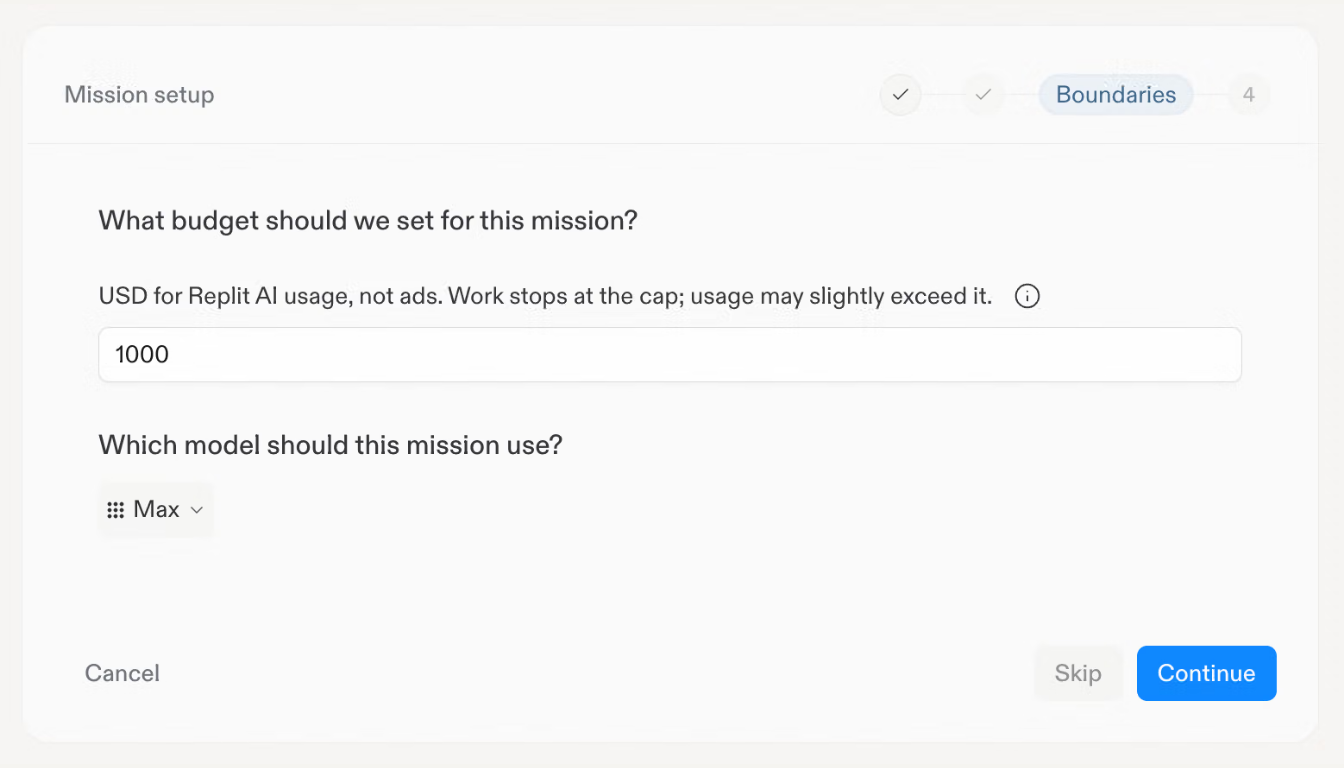 Mission setup
Boundaries
4
What budget should we set for this mission?
USD for Replit AI usage, not ads. Work stops at the cap; usage may slightly exceed it.
1000
Which model should this mission use?
Max
Cancel
Skip
Continue